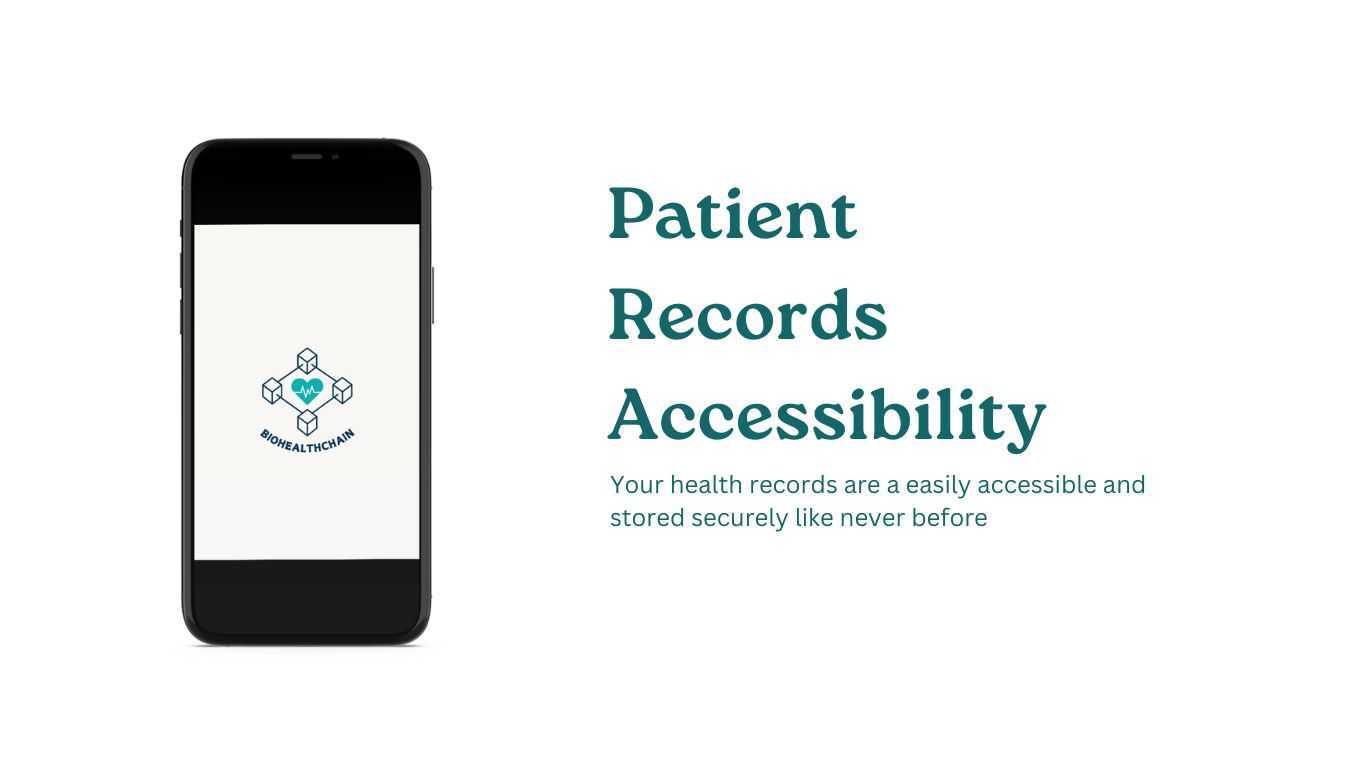 BIOHEALTHCHAIN
Patient
Records
Accessibility
Your health records are a easily accessible and
stored securely like never before